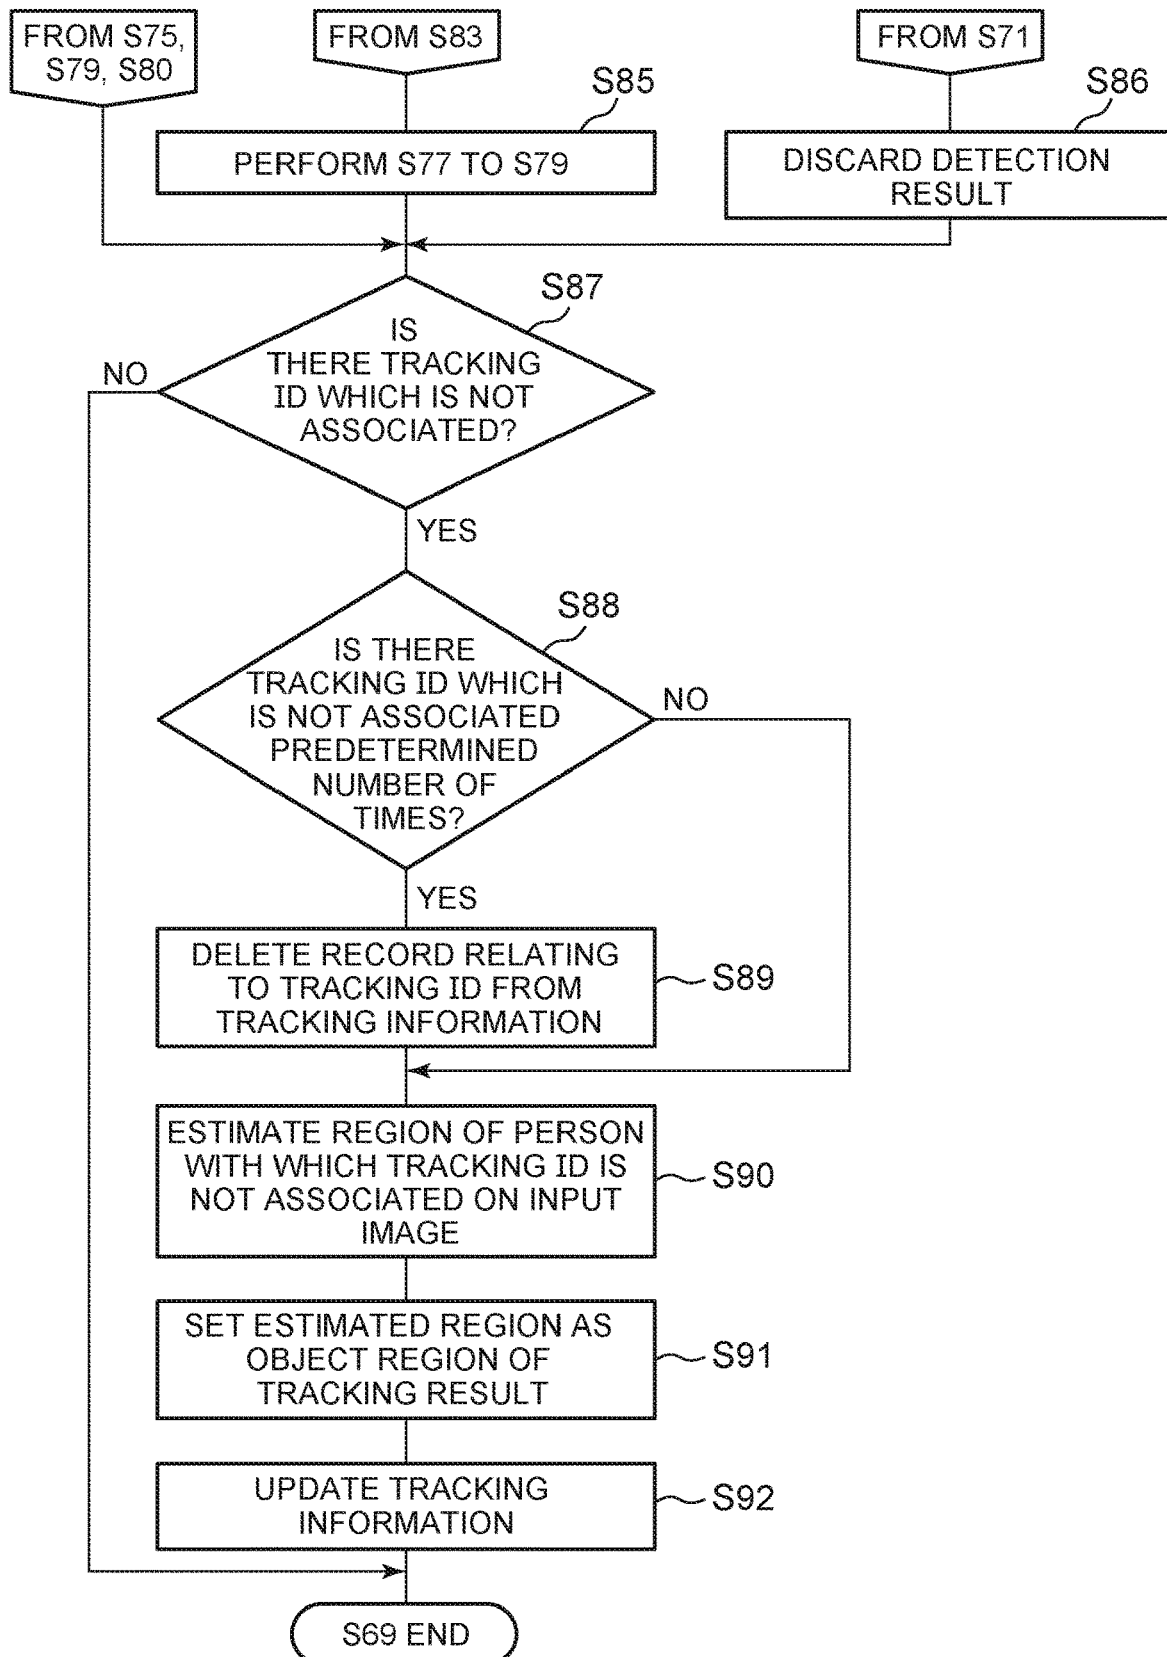 FROM S75,
S79, S80
FROM S83
FROM S71
S85
PERFORM S77 TO S79
S86
DISCARD DETECTION
RESULT
S87
IS
THERE TRACKING
ID WHICH IS NOT
ASSOCIATED?
NO
YES
S88
IS THERE
TRACKING ID WHICH
IS NOT ASSOCIATED
PREDETERMINED
NUMBER OF
TIMES?
NO
YES
DELETE RECORD RELATING
TO TRACKING ID FROM
TRACKING INFORMATION
S89
ESTIMATE REGION OF PERSON
WITH WHICH TRACKING ID IS
NOT ASSOCIATED ON INPUT
IMAGE
S90
SET ESTIMATED REGION AS
OBJECT REGION OF
TRACKING RESULT
S91
UPDATE TRACKING
INFORMATION
S92
S69 END